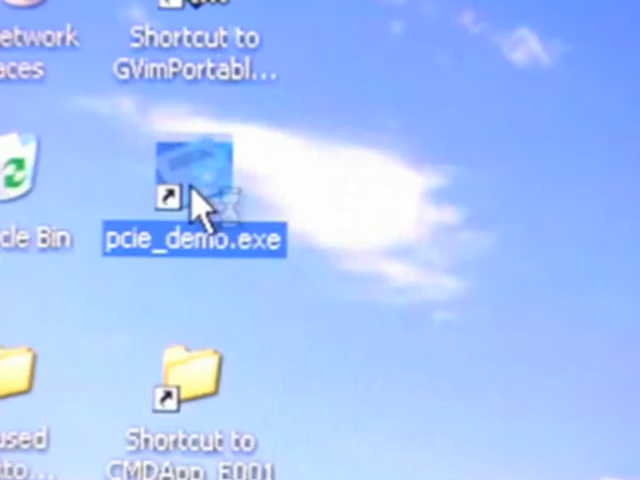 etwork
aces
Shortcut to
GVimPortabl...
cle Bin
pcie_demo.exe
used
to...
Shortcut to
CMDApp_E001